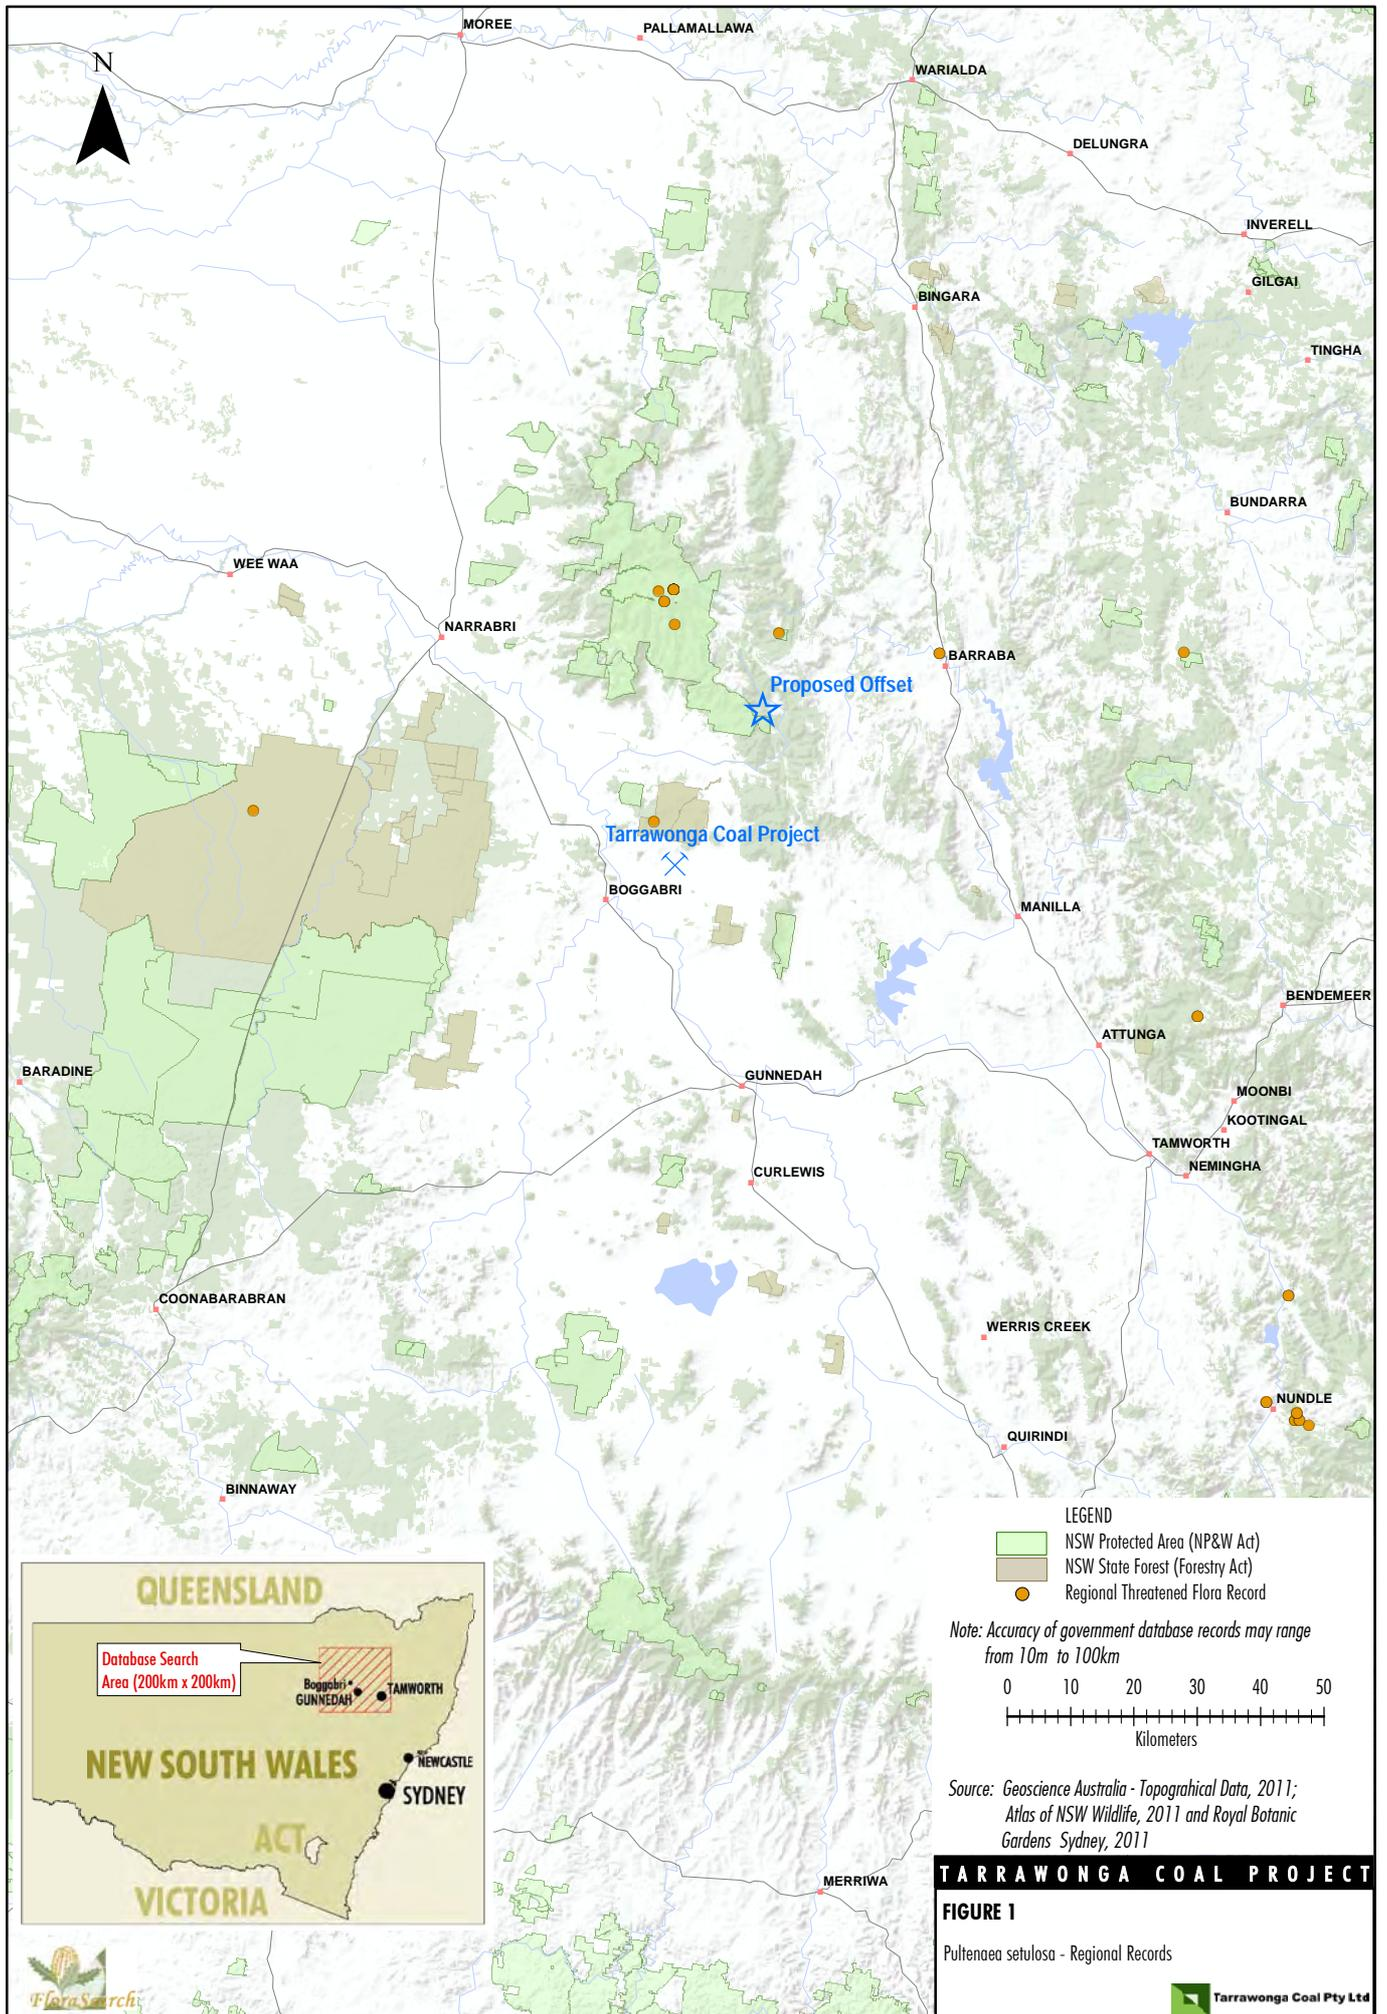 MOREE
PALLAMALLAWA
N
WARIALDA
DELUNGRA
INVERELL
GILGAI
BINGARA
TINGHA
BUNDARRA
WEE WAA
NARRABRI
BARRABA
Proposed Offset
Tarrawonga Coal Project
BOGGABRI
MANILLA
BENDEMEER
ATTUNGA
BARADINE
GUNNEDAH
MOONBI
KOOTINGAL
TAMWORTH
NEMINGHA
CURLEWIS
COONABARABRAN
WERRIS CREEK
NUNDLE
QUIRINDI
BINNAWAY
LEGEND
NSW Protected Area (NP&W Act)
NSW State Forest (Forestry Act)
Regional Threatened Flora Record
Note: Accuracy of government database records may range
from 10m to 100km
0 10 20 30 40 50
Kilometers
QUEENSLAND
Database Search
Area (200km x 200km)
Boggabri
GUNNEDAH
TAMWORTH
NEW SOUTH WALES
NEWCASTLE
SYDNEY
ACT
VICTORIA
Source: Geoscience Australia - Topograhical Data, 2011;
Atlas of NSW Wildlife, 2011 and Royal Botanic
Gardens Sydney, 2011
MERRIWA
TARRAWONGA COAL PROJECT
FIGURE 1
Pultenaea setulosa - Regional Records
FloraSearch
Tarrawonga Coal Pty Ltd